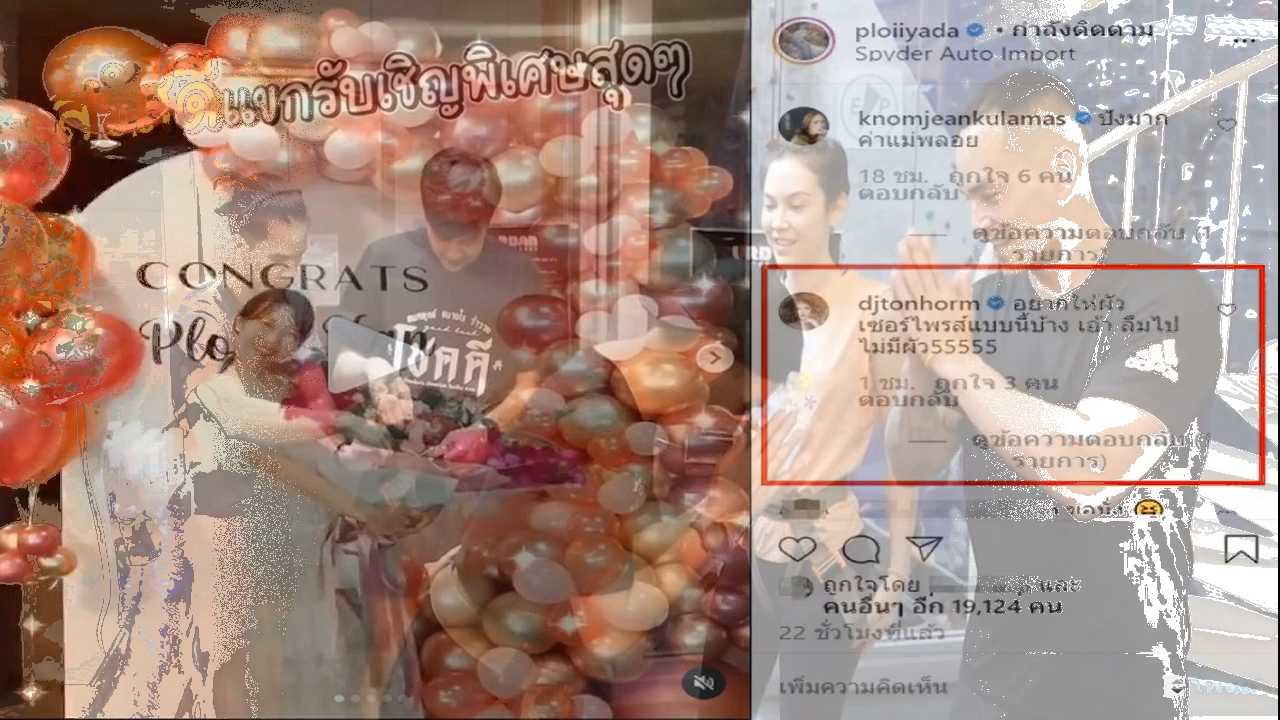 แขกรับเชิญพิเศษสุดๆ
CONGRATS
โชคดี
ploiiyada • กำลังติดตาม
Spyder Auto Import
knomjeankulamas ปังมาก
ค่าแม่พลอย
18 ชม. ถูกใจ 6 คน
ตอบกลับ
ดูข้อความตอบกลับ (1
รายการ)
djtonhorm อยากให้ผัว
เซอร์ไพรส์แบบนี้บ้าง เอ้า ลืมไป
ไม่มีผัว55555
1 ชม. ถูกใจ 3 คน
ตอบกลับ
ดูข้อความตอบกลับ
รายการ)
ถูกใจโดย และ
คนอื่นๆ อีก 19,124 คน
22 ชั่วโมงที่แล้ว
เพิ่มความคิดเห็น